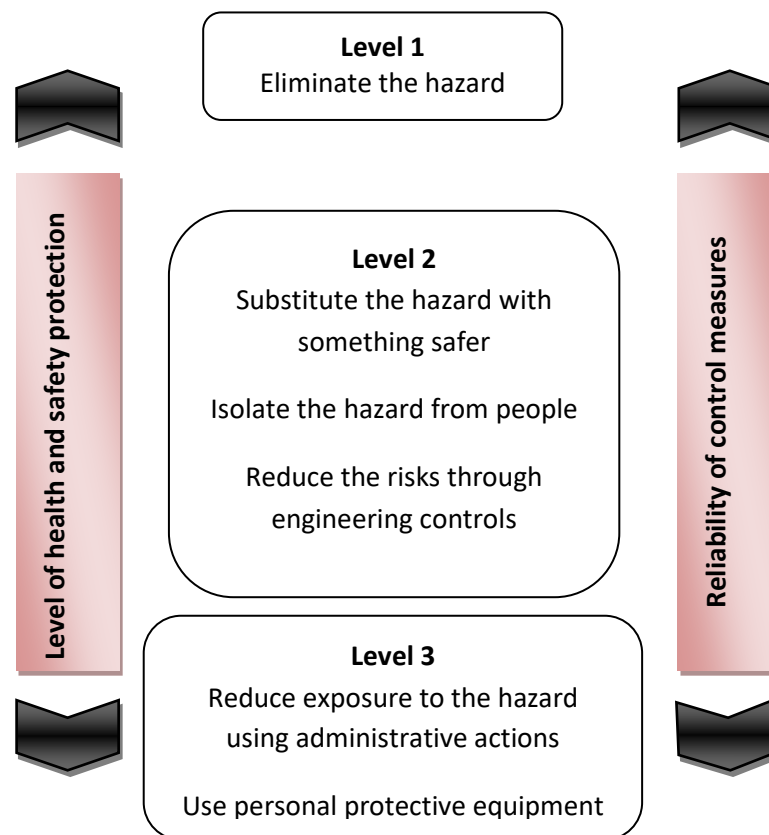 Level 1
Eliminate the hazard
Level of health and safety protection
Reliability of control measures
Level 2
Substitute the hazard with
something safer
Isolate the hazard from people
Reduce the risks through
engineering controls
Level 3
Reduce exposure to the hazard
using administrative actions
Use personal protective equipment